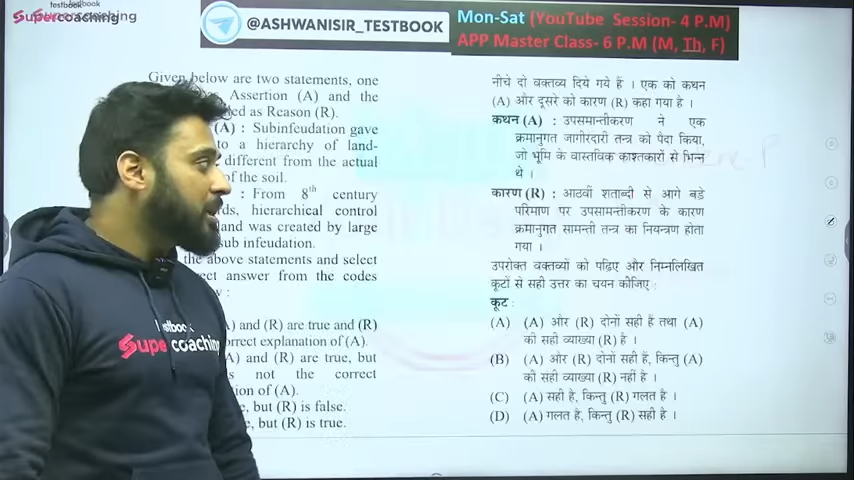 testbook
Supercoaching
@ASHWANISIR_TESTBOOK
Mon-Sat (YouTube Session- 4 P.M)
APP Master Class- 6 P.M (M, Th, F)
Given below are two statements, one
Assertion (A) and the
as Reason (R).
(A) : Subinfeudation gave
to a hierarchy of land-
different from the actual
of the soil.
: From 8th century
hierarchical control
land was created by large
sub infeudation.
the above statements and select
answer from the codes
:
and (R) are true and (R)
explanation of (A).
and (R) are true, but
not the correct
of (A).
, but (R) is false.
, but (R) is true.
नीचे दो वक्तव्य दिये गये हैं । एक को कथन
(A) और दूसरे को कारण (R) कहा गया है ।
कथन (A) : उपसमान्तीकरण ने एक
क्रमानुगत जागीरदारी तन्त्र को पैदा किया,
जो भूमि के वास्तविक काश्तकारों से भिन्न
थे ।
कारण (R) : आठवीं शताब्दी से आगे बड़े
परिमाण पर उपसामन्तीकरण के कारण
क्रमानुगत सामन्ती तन्त्र का नियन्त्रण होता
गया ।
उपरोक्त वक्तव्यों को पढ़िए और निम्नलिखित
कूटों से सही उत्तर का चयन कीजिए :
कूट :
(A) (A) और (R) दोनों सही हैं तथा (A)
की सही व्याख्या (R) है ।
(B) (A) और (R) दोनों सही हैं, किन्तु (A)
की सही व्याख्या (R) नहीं है ।
(C) (A) सही है, किन्तु (R) गलत है ।
(D) (A) गलत है, किन्तु (R) सही है ।
testbook
Supercoaching